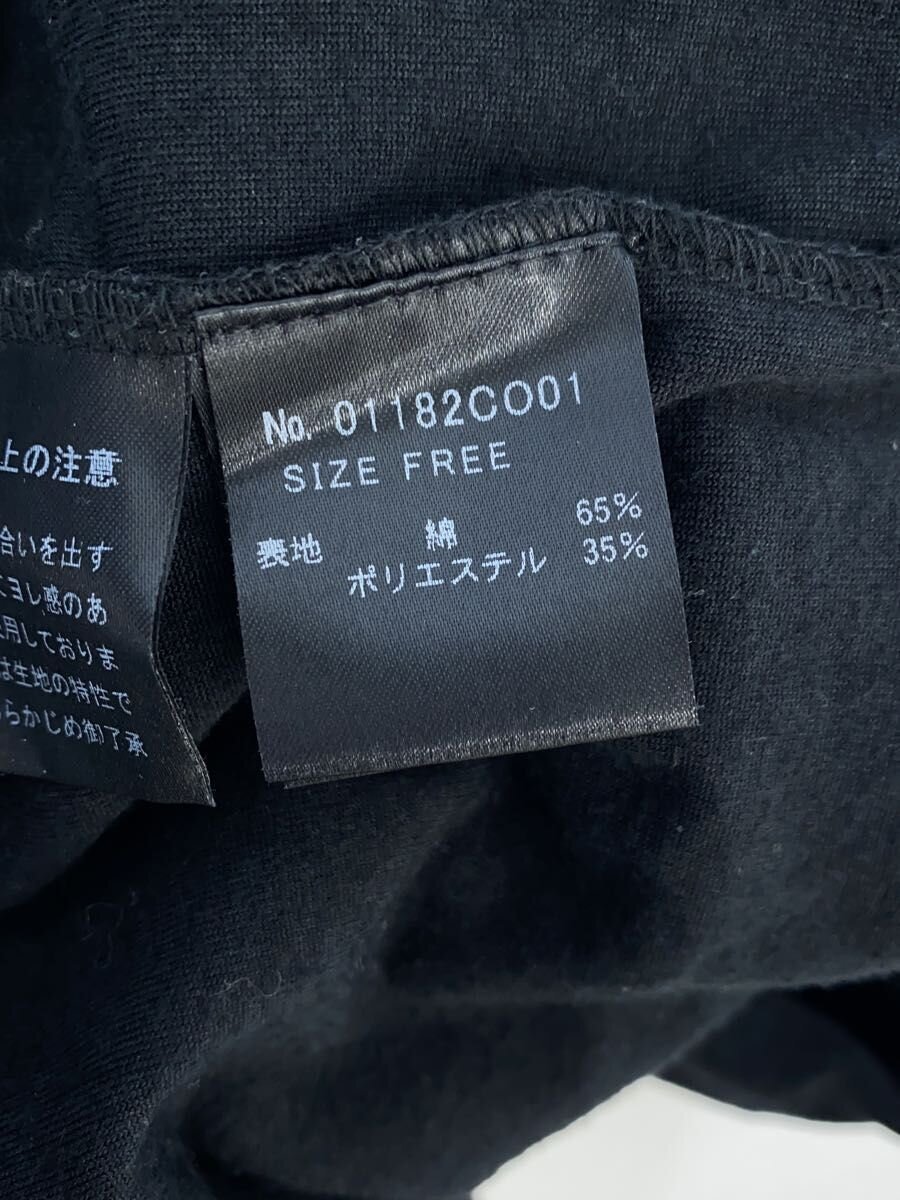 上の注意
合いを出す
ヨレ感のあ
用しておりま
は生地の特性で
らかじめ御了承
No. 01182CO01
SIZE FREE
表地 綿 65%
ポリエステル 35%